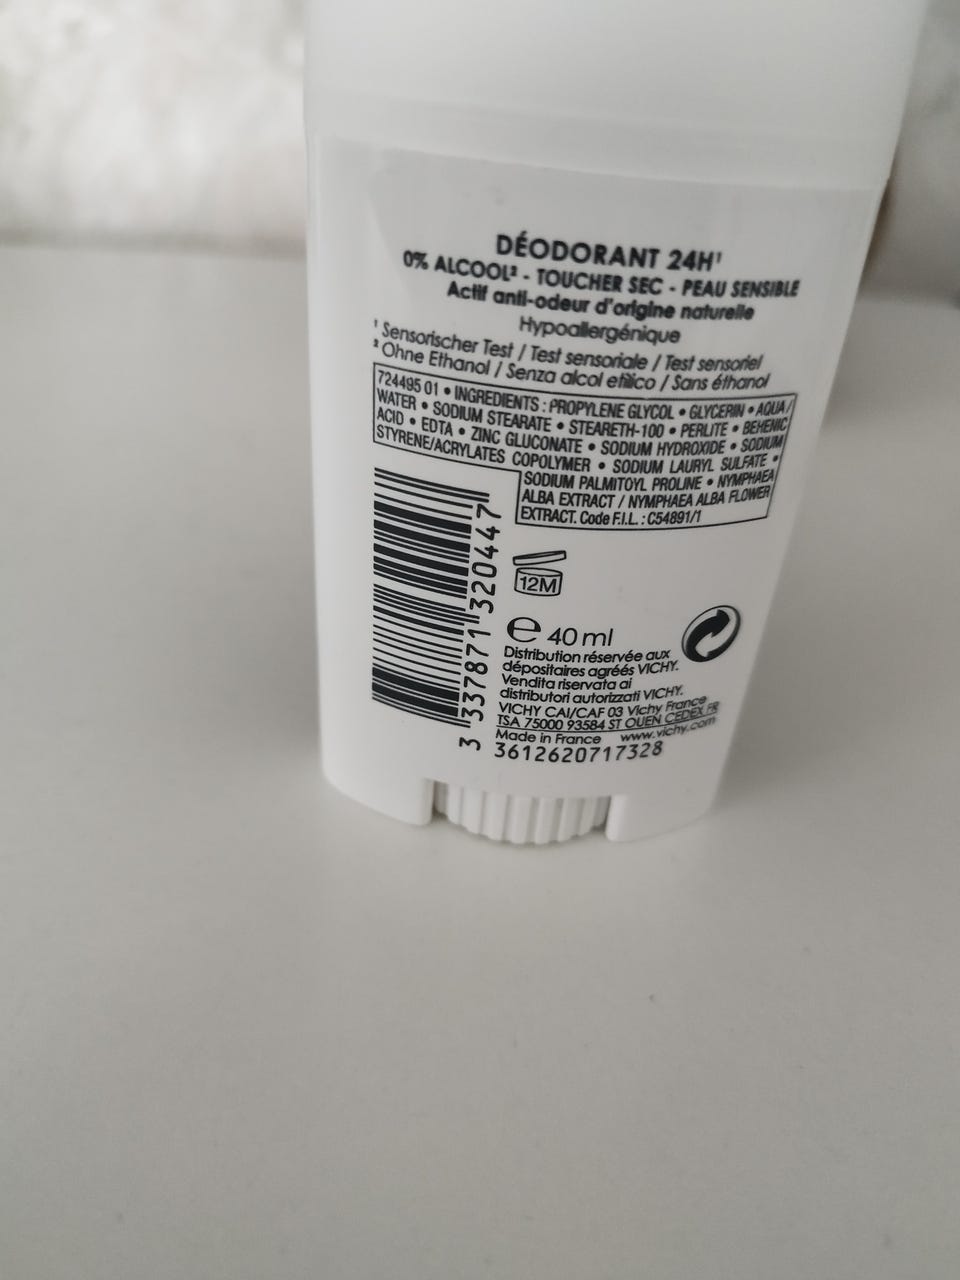 DÉODORANT 24H¹
0% ALCOOL² - TOUCHER SEC - PEAU SENSIBLE
Actif anti-odeur d'origine naturelle
Hypoallergénique
¹ Sensorischer Test / Test sensoriale / Test sensoriel
² Ohne Ethanol / Senza alcol etilico / Sans éthanol
724495 01 • INGREDIENTS : PROPYLENE GLYCOL • GLYCERIN • AQUA /
WATER • SODIUM STEARATE • STEARETH-100 • PERLITE • BEHENIC
ACID • EDTA • ZINC GLUCONATE • SODIUM HYDROXIDE • SODIUM
STYRENE/ACRYLATES COPOLYMER • SODIUM LAURYL SULFATE •
SODIUM PALMITOYL PROLINE • NYMPHAEA
ALBA EXTRACT / NYMPHAEA ALBA FLOWER
EXTRACT. Code F.I.L. : C54891/1
3 337871 320447
12M
e 40 ml
Distribution réservée aux
dépositaires agréés VICHY.
Vendita riservata ai
distributori autorizzati VICHY.
VICHY CAI/CAF 03 Vichy France
TSA 75000 93584 ST OUEN CEDEX FR
Made in France www.vichy.com
3612620717328